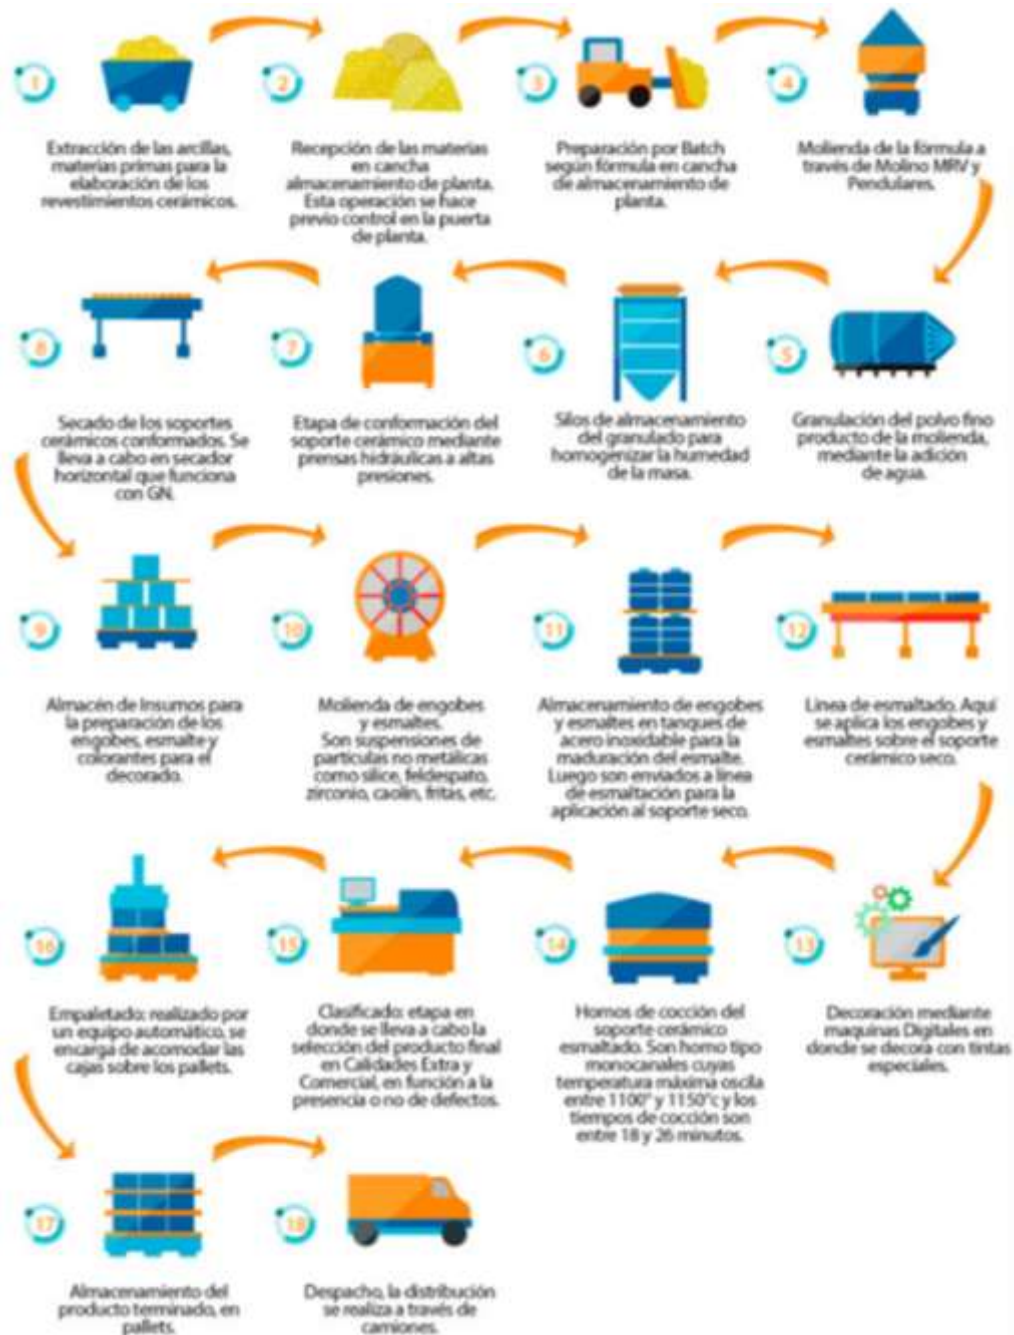 1
Extracción de las arcillas,
materias primas para la
elaboración de los
revestimientos cerámicos.
2
Recepción de las materias
en cancha
almacenamiento de planta.
Esta operación se hace
previo control en la puerta
de planta.
3
Preparación por Batch
según fórmula en cancha
de almacenamiento de
planta.
4
Molienda de la fórmula a
través de Molino MRV y
Pendulares.
5
Granulación del polvo fino
producto de la molienda,
mediante la adición
de agua.
6
Silos de almacenamiento
del granulado para
homogenizar la humedad
de la masa.
7
Etapa de conformación del
soporte cerámico mediante
prensas hidráulicas a altas
presiones.
8
Secado de los soportes
cerámicos conformados. Se
lleva a cabo en secador
horizontal que funciona
con GN.
9
Almacén de Insumos para
la preparación de los
engobes, esmalte y
colorantes para el
decorado.
10
Molienda de engobes
y esmaltes.
Son suspensiones de
partículas no metálicas
como sílice, feldespato,
zirconio, caolín, fritas, etc.
11
Almacenamiento de engobes
y esmaltes en tanques de
acero inoxidable para la
maduración del esmalte.
Luego son enviados a línea
de esmaltación para la
aplicación al soporte seco.
12
Línea de esmaltado. Aquí
se aplica los engobes y
esmaltes sobre el soporte
cerámico seco.
13
Decoración mediante
maquinas Digitales en
donde se decora con tintas
especiales.
14
Hornos de cocción del
soporte cerámico
esmaltado. Son horno tipo
monocanales cuyas
temperatura máxima oscila
entre 1100° y 1150°c y los
tiempos de cocción son
entre 18 y 26 minutos.
15
Clasificado: etapa en
donde se lleva a cabo la
selección del producto final
en Calidades Extra y
Comercial, en función a la
presencia o no de defectos.
16
Empaletado: realizado por
un equipo automático, se
encarga de acomodar las
cajas sobre los pallets.
17
Almacenamiento del
producto terminado, en
pallets.
18
Despacho, la distribución
se realiza a través de
camiones.